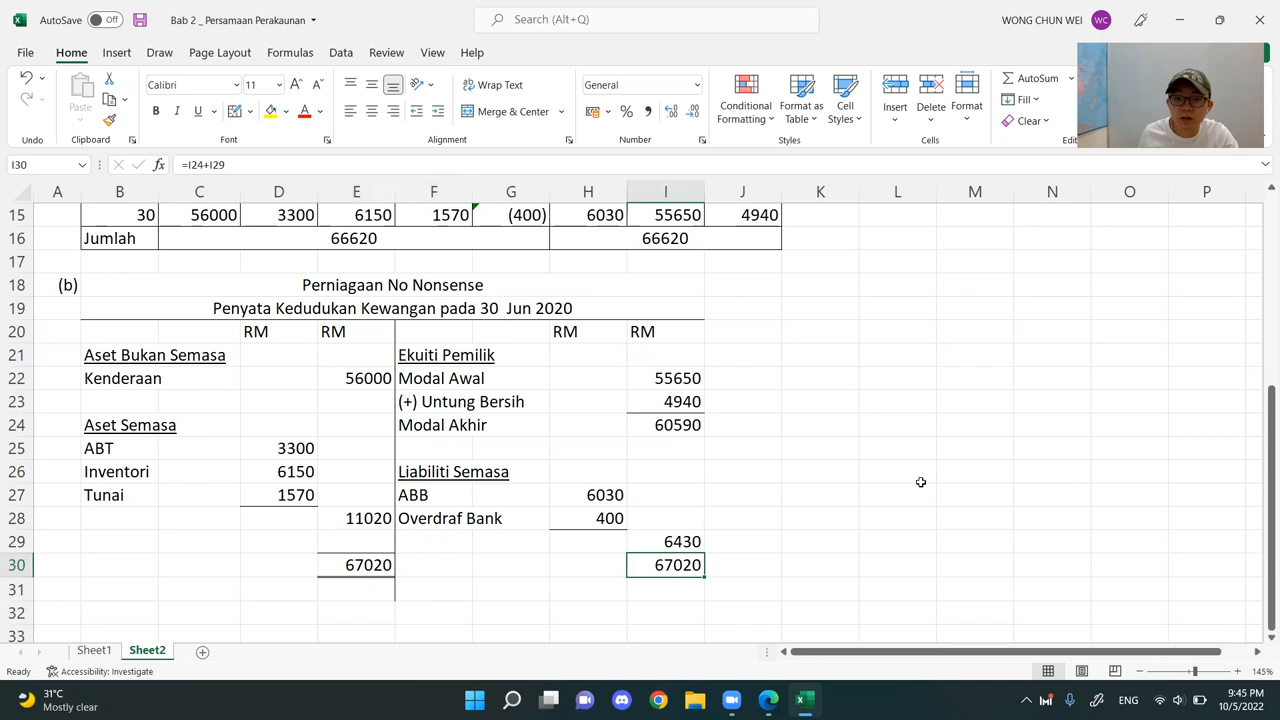 AutoSave Off Bab 2 _ Persamaan Perakaunan Search (Alt+Q) WONG CHUN WEI WC
File Home Insert Draw Page Layout Formulas Data Review View Help
Calibri 11 Wrap Text General Conditional Formatting Format as Table Cell Styles Insert Delete Format AutoSum
Paste B I U A Merge & Center % Fill
Clear
Undo Clipboard Font Alignment Number Styles Cells
I30 fx =I24+I29
A B C D E F G H I J K L M N O P
15 30 56000 3300 6150 1570 (400) 6030 55650 4940
16 Jumlah 66620 66620
17
18 (b) Perniagaan No Nonsense
19 Penyata Kedudukan Kewangan pada 30 Jun 2020
20 RM RM RM RM
21 Aset Bukan Semasa Ekuiti Pemilik
22 Kenderaan 56000 Modal Awal 55650
23 (+) Untung Bersih 4940
24 Aset Semasa Modal Akhir 60590
25 ABT 3300
26 Inventori 6150 Liabiliti Semasa
27 Tunai 1570 ABB 6030
28 11020 Overdraf Bank 400
29 6430
30 67020 67020
31
32
33
Sheet1 Sheet2
Ready Accessibility: Investigate 145%
31°C ENG 9:45 PM
Mostly clear 10/5/2022